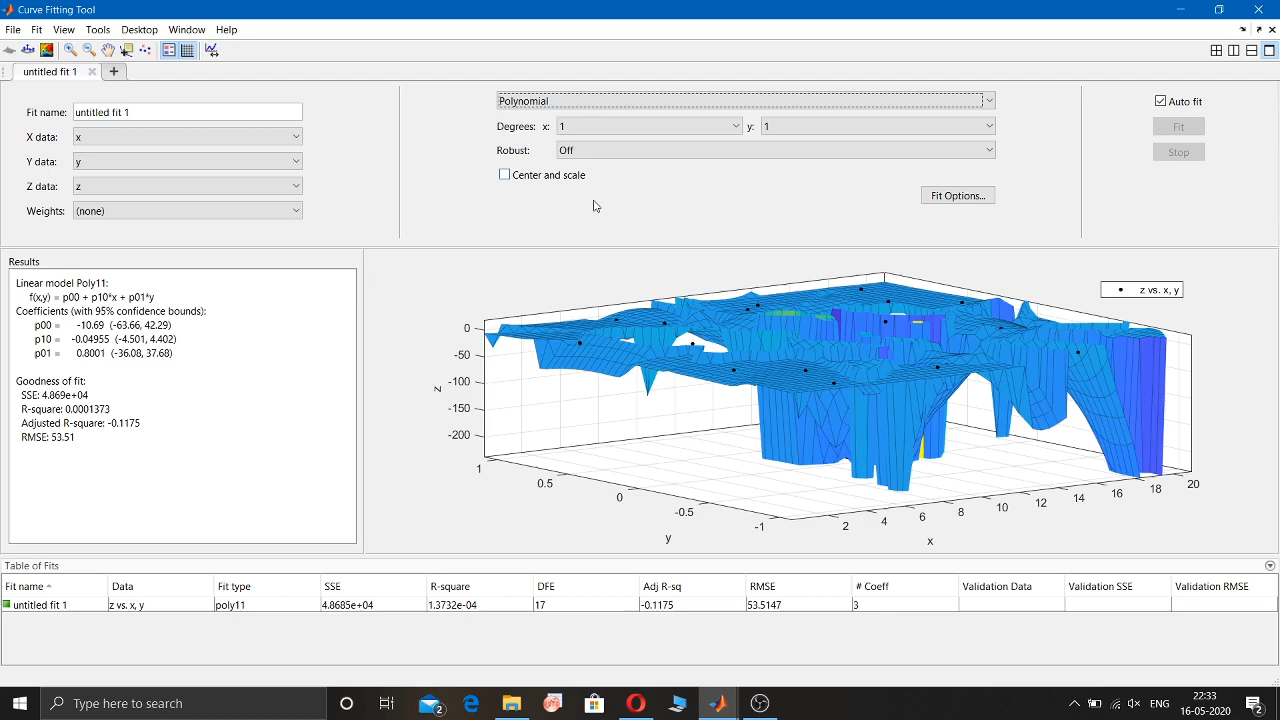 Curve Fitting Tool
File Fit View Tools Desktop Window Help
untitled fit 1
Fit name: untitled fit 1
X data: x
Y data: y
Z data: z
Weights: (none)
Polynomial
Degrees: x: 1 y: 1
Robust: Off
Center and scale
Fit Options...
Auto fit
Fit
Stop
Results
Linear model Poly11:
f(x,y) = p00 + p10*x + p01*y
Coefficients (with 95% confidence bounds):
p00 = -10.69 (-63.66, 42.29)
p10 = -0.04955 (-4.501, 4.402)
p01 = 0.8001 (-36.08, 37.68)
Goodness of fit:
SSE: 4.869e+04
R-square: 0.0001373
Adjusted R-square: -0.1175
RMSE: 53.51
z vs. x, y
0
-50
-100
-150
-200
z
1
0.5
0
-0.5
-1
y
2
4
6
8
10
12
14
16
18
20
x
Table of Fits
Fit name Data Fit type SSE R-square DFE Adj R-sq RMSE # Coeff Validation Data Validation SSE Validation RMSE
untitled fit 1 z vs. x, y poly11 4.8685e+04 1.3732e-04 17 -0.1175 53.5147 3
Type here to search
2
ENG
22:33
16-05-2020
2